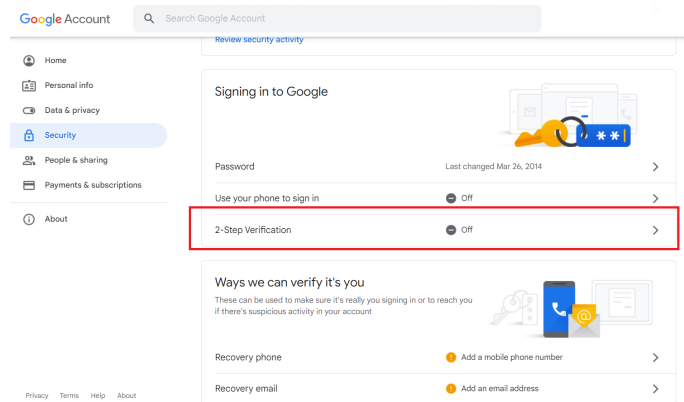 Google Account
Search Google Account
Home
Personal info
Data & privacy
Security
People & sharing
Payments & subscriptions
About
Review security activity
Signing in to Google
Password Last changed Mar 26, 2014
Use your phone to sign in Off
2-Step Verification Off
Ways we can verify it's you
These can be used to make sure it's really you signing in or to reach you
if there's suspicious activity in your account
Recovery phone Add a mobile phone number
Recovery email Add an email address
Privacy Terms Help About